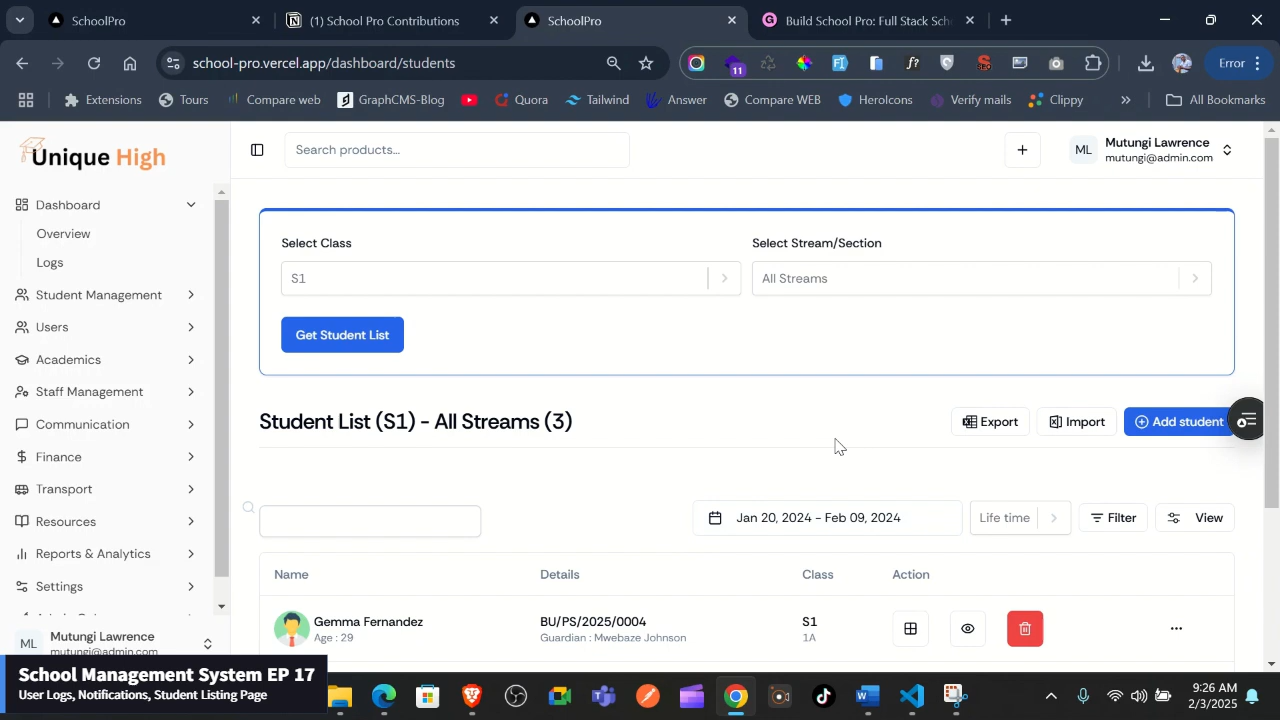 SchoolPro
(1) School Pro Contributions
SchoolPro
Build School Pro: Full Stack Sch
school-pro.vercel.app/dashboard/students
11
Error
Extensions
Tours
Compare web
GraphCMS-Blog
Quora
Tailwind
Answer
Compare WEB
HeroIcons
Verify mails
Clippy
All Bookmarks
Unique High
Search products...
ML
Mutungi Lawrence
mutungi@admin.com
Dashboard
Overview
Logs
Student Management
Users
Academics
Staff Management
Communication
Finance
Transport
Resources
Reports & Analytics
Settings
ML
Mutungi Lawrence
mutungi@admin.com
Select Class
Select Stream/Section
S1
All Streams
Get Student List
Student List (S1) - All Streams (3)
Export
Import
Add student
Jan 20, 2024 - Feb 09, 2024
Life time
Filter
View
Name
Details
Class
Action
Gemma Fernandez
BU/PS/2025/0004
S1
Age : 29
Guardian : Mwebaze Johnson
1A
School Management System EP 17
User Logs, Notifications, Student Listing Page
9:26 AM
2/3/2025